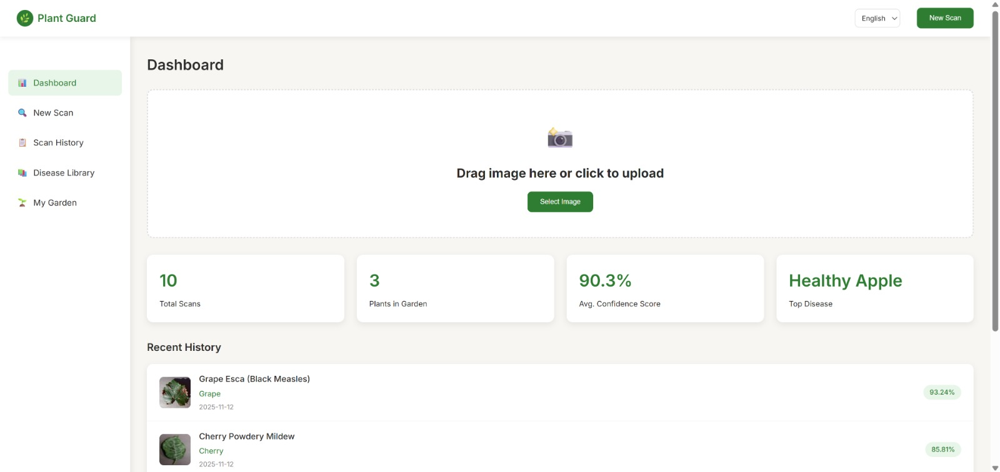 Plant Guard
English
New Scan
Dashboard
New Scan
Scan History
Disease Library
My Garden
Dashboard
Drag image here or click to upload
Select Image
10
Total Scans
3
Plants in Garden
90.3%
Avg. Confidence Score
Healthy Apple
Top Disease
Recent History
Grape Esca (Black Measles)
Grape
2025-11-12
93.24%
Cherry Powdery Mildew
Cherry
2025-11-12
85.81%